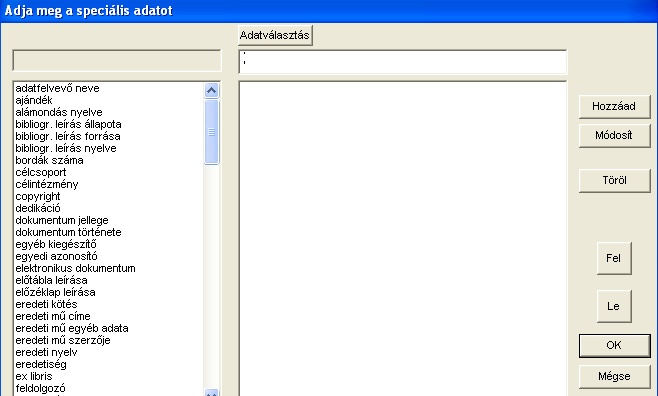 Adja meg a speciális adatot
Adatválasztás
;
adatfelvevő neve
ajándék
alámondás nyelve
bibliogr. leírás állapota
bibliogr. leírás forrása
bibliogr. leírás nyelve
bordák száma
célcsoport
célintézmény
copyright
dedikáció
dokumentum jellege
dokumentum története
egyéb kiegészítő
egyedi azonosító
elektronikus dokumentum
előtábla leírása
előzéklap leírása
eredeti kötés
eredeti mű címe
eredeti mű egyéb adata
eredeti mű szerzője
eredeti nyelv
eredetiség
ex libris
feldolgozó
Hozzáad
Módosít
Töröl
Fel
Le
OK
Mégse